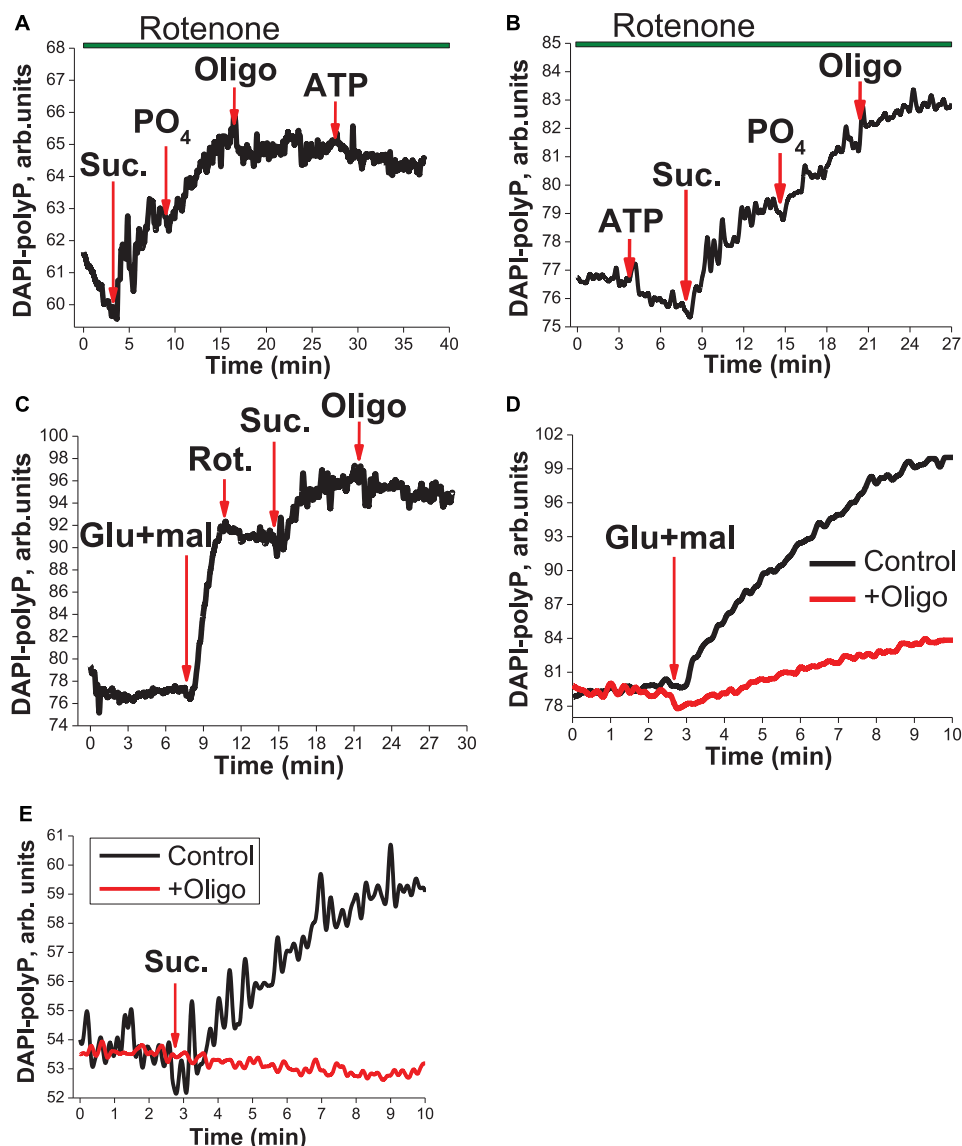 A
Rotenone
DAPI-polyP, arb.units
68
66
65
64
62
61
60
Suc.
PO4
Oligo
ATP
0 5 10 15 20 25 30 35 40
Time (min)
B
Rotenone
DAPI-polyP, arb.units
85
83
82
81
79
78
77
76
75
ATP
Suc.
PO4
Oligo
0 3 6 9 12 15 18 21 24 27
Time (min)
C
DAPI-polyP, arb.units
100
98
96
94
92
90
88
86
84
82
80
78
76
74
Glu+mal
Rot.
Suc.
Oligo
0 3 6 9 12 15 18 21 24 27 30
Time (min)
D
DAPI-polyP, arb.units
102
99
96
93
90
87
84
81
78
Glu+mal
Control
+Oligo
0 1 2 3 4 5 6 7 8 9 10
Time (min)
E
DAPI-polyP, arb. units
61
60
59
58
57
56
55
54
53
52
Control
+Oligo
Suc.
0 1 2 3 4 5 6 7 8 9 10
Time (min)